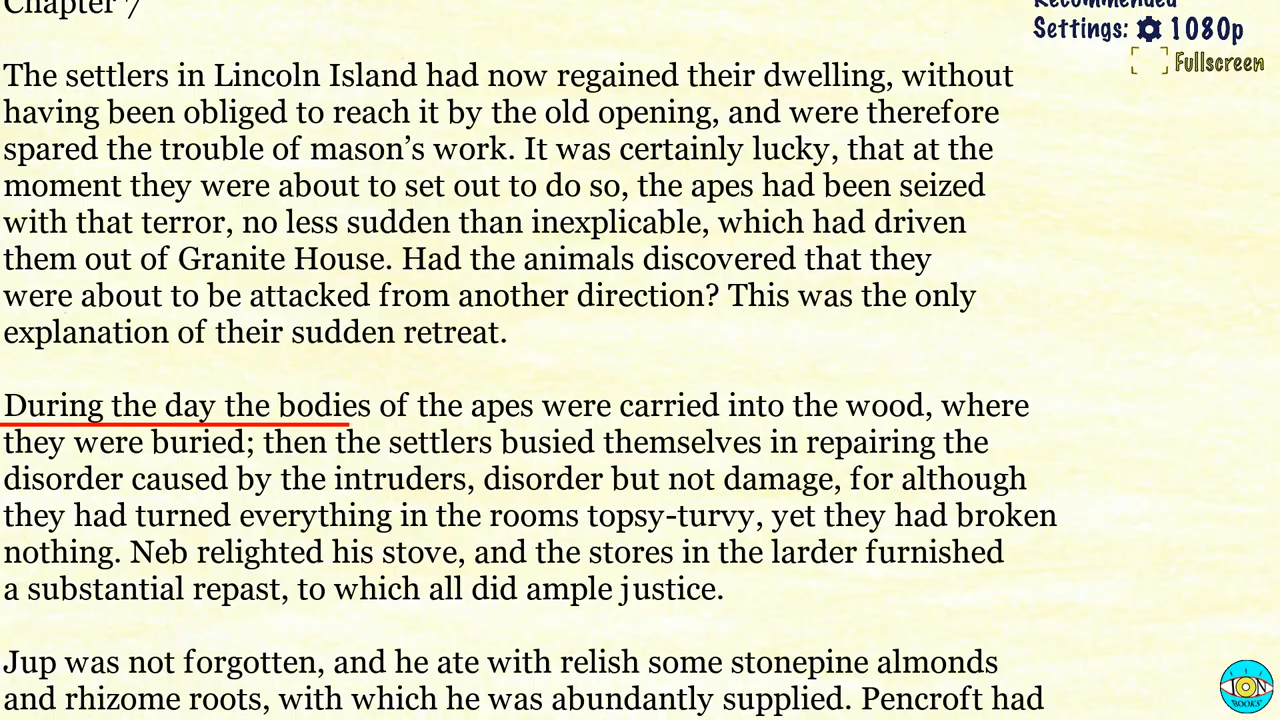 Chapter 7
Recommended
Settings: 1080p
Fullscreen
The settlers in Lincoln Island had now regained their dwelling, without
having been obliged to reach it by the old opening, and were therefore
spared the trouble of mason’s work. It was certainly lucky, that at the
moment they were about to set out to do so, the apes had been seized
with that terror, no less sudden than inexplicable, which had driven
them out of Granite House. Had the animals discovered that they
were about to be attacked from another direction? This was the only
explanation of their sudden retreat.
During the day the bodies of the apes were carried into the wood, where
they were buried; then the settlers busied themselves in repairing the
disorder caused by the intruders, disorder but not damage, for although
they had turned everything in the rooms topsy-turvy, yet they had broken
nothing. Neb relighted his stove, and the stores in the larder furnished
a substantial repast, to which all did ample justice.
Jup was not forgotten, and he ate with relish some stonepine almonds
and rhizome roots, with which he was abundantly supplied. Pencroft had
ION
BOOKS